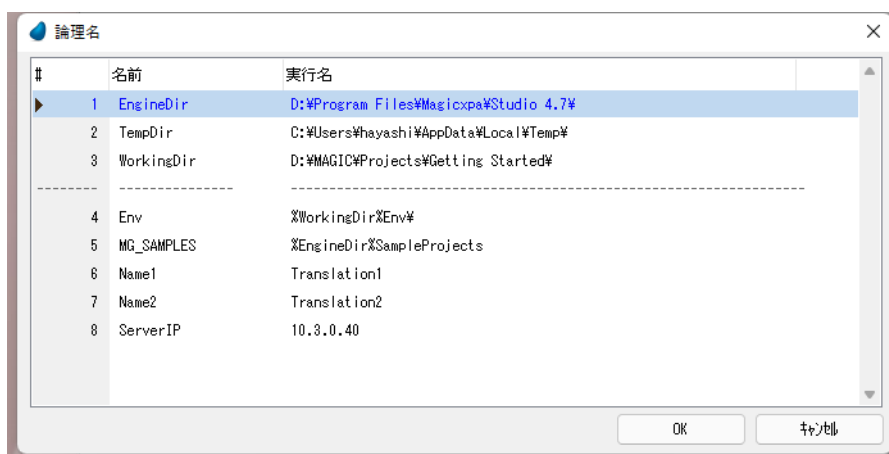 論理名
# 名前 実行名
1 EngineDir D:¥Program Files¥Magicxpa¥Studio 4.7¥
2 TempDir C:¥Users¥hayashi¥AppData¥Local¥Temp¥
3 WorkingDir D:¥MAGIC¥Projects¥Getting Started¥
4 Env %WorkingDir%Env¥
5 MG_SAMPLES %EngineDir%SampleProjects
6 Name1 Translation1
7 Name2 Translation2
8 ServerIP 10.3.0.40
OK キャンセル